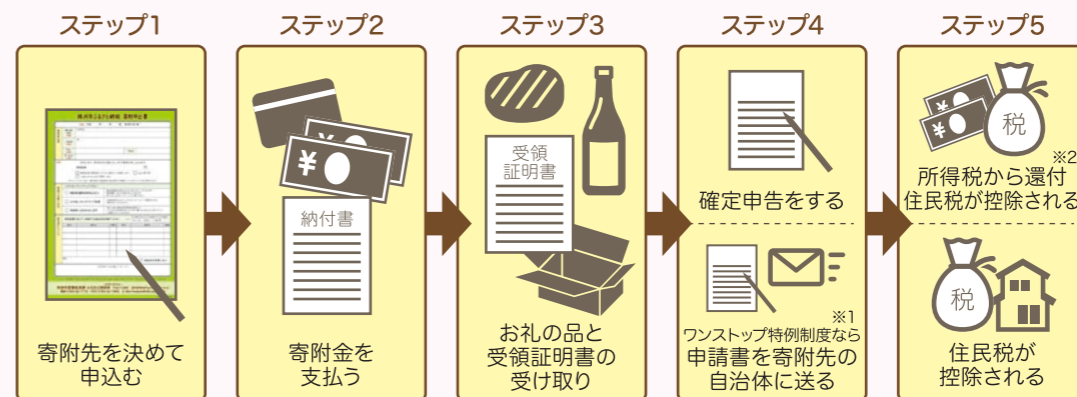 ステップ1
納付書
寄附先を決めて
申込む
ステップ2
¥
¥
納付書
寄附金を
支払う
ステップ3
受領
証明書
お礼の品と
受領証明書の
受け取り
ステップ4
確定申告をする
※1
ワンストップ特例制度なら
申請書を寄附先の
自治体に送る
ステップ5
¥
¥
税
※2
所得税から還付
住民税が控除される
税
住民税が
控除される